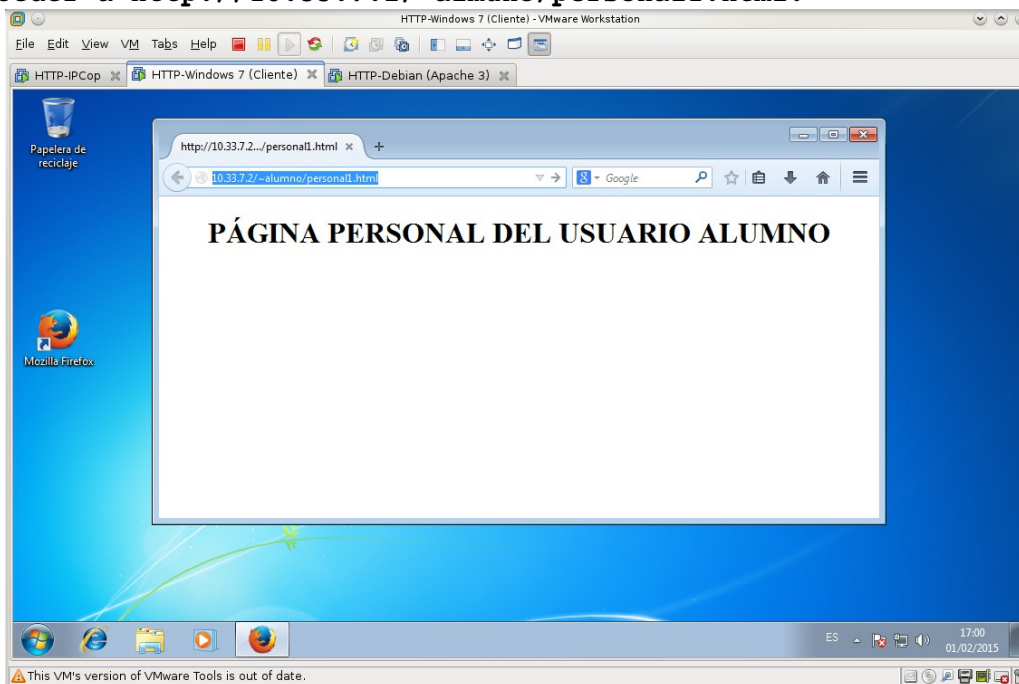 HTTP-Windows 7 (Cliente) - VMware Workstation
File Edit View VM Tabs Help
HTTP-IPCop HTTP-Windows 7 (Cliente) HTTP-Debian (Apache 3)
Papelera de
reciclaje
http://10.33.7.2.../personal1.html
10.33.7.2/~alumno/personal1.html
8 Google
PÁGINA PERSONAL DEL USUARIO ALUMNO
Mozilla Firefox
ES
17:00
01/02/2015
This VM's version of VMware Tools is out of date.